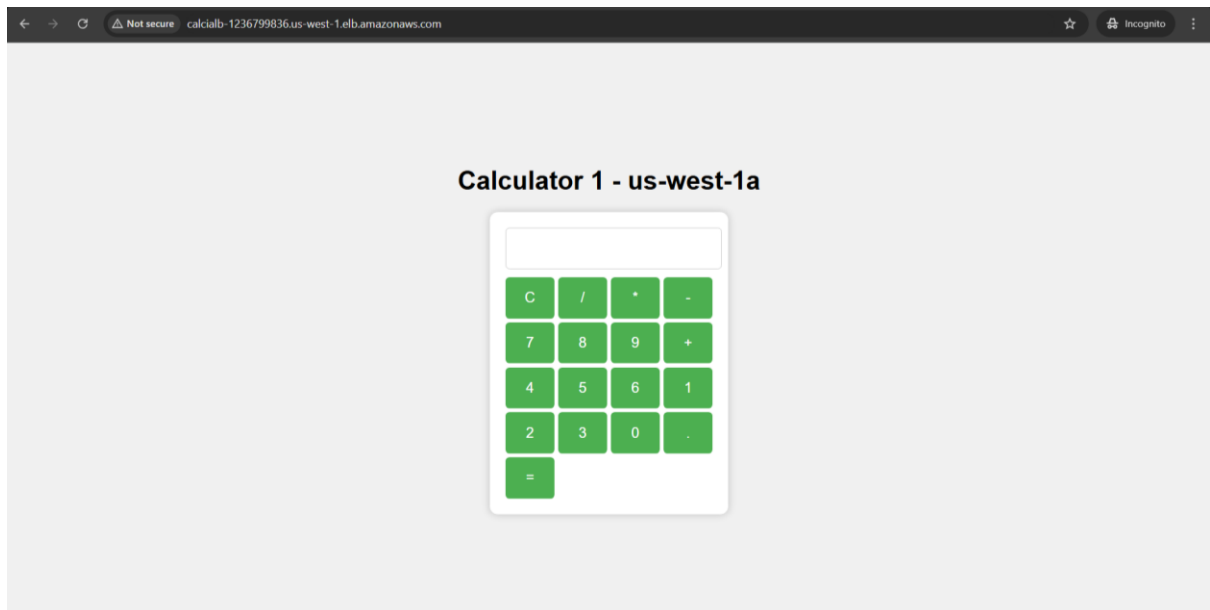 Not secure calcialb-1236799836.us-west-1.elb.amazonaws.com Incognito
Calculator 1 - us-west-1a
C / * -
7 8 9 +
4 5 6 1
2 3 0 .
=